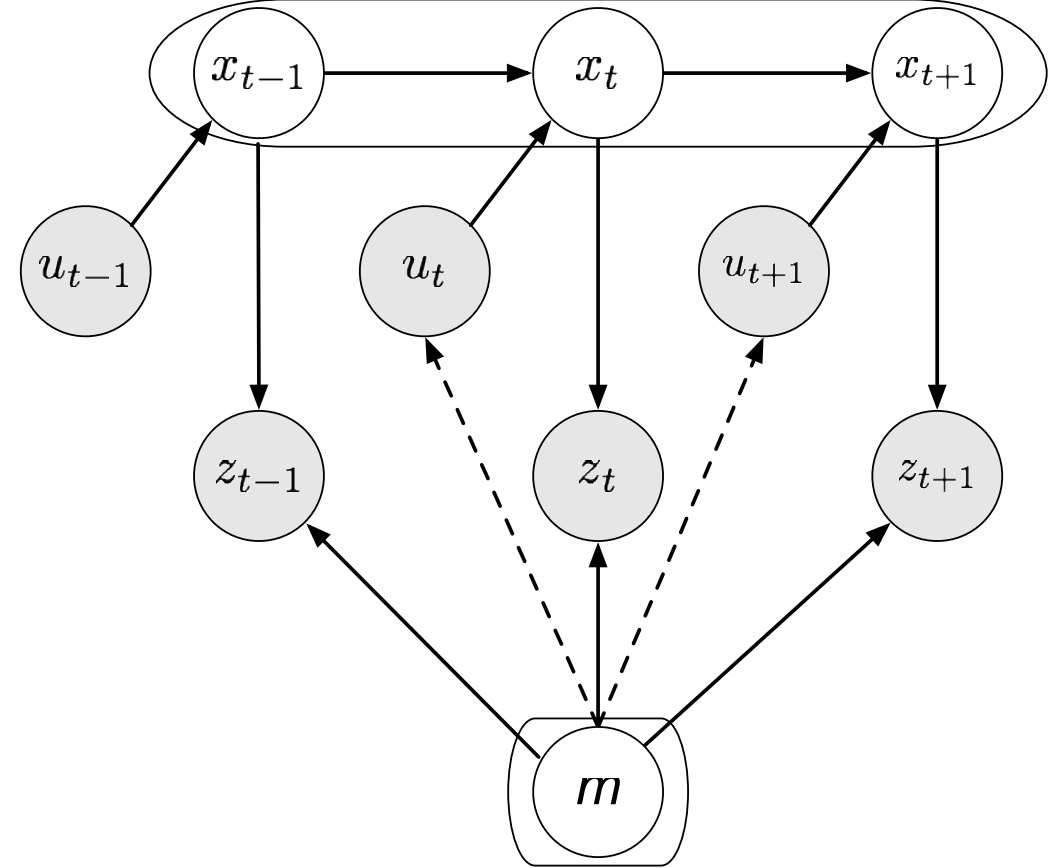 x_{t−1} x_t x_{t+1}
u_{t−1} u_t u_{t+1}
z_{t−1} z_t z_{t+1}
m